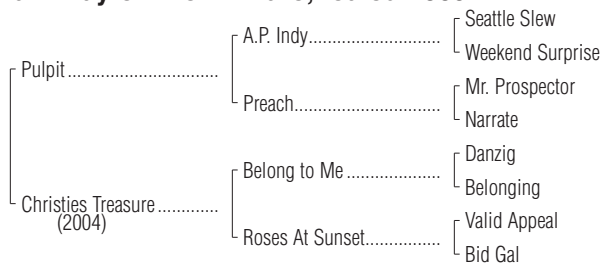 Seattle Slew
A.P. Indy
Weekend Surprise
Pulpit
Mr. Prospector
Preach
Narrate
Danzig
Belong to Me
Belonging
Christies Treasure
(2004)
Valid Appeal
Roses At Sunset
Bid Gal